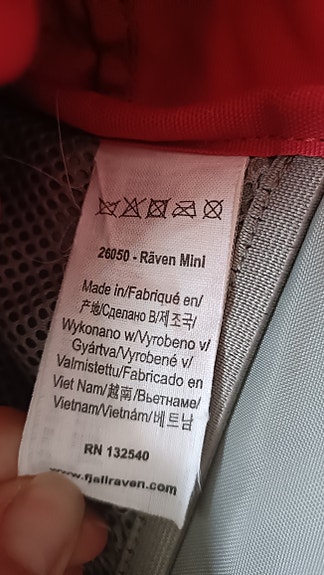 26050 - Räven Mini
Made in/Fabriqué en/
产地/Сделано В/제조국/
Wykonano w/Vyrobeno v/
Gyártva/Vyrobené v/
Valmistettu/Fabricado en
Viet Nam/越南/Вьетнаме/
Vietnam/Vietnám/베트남
RN 132540
www.fjallraven.com